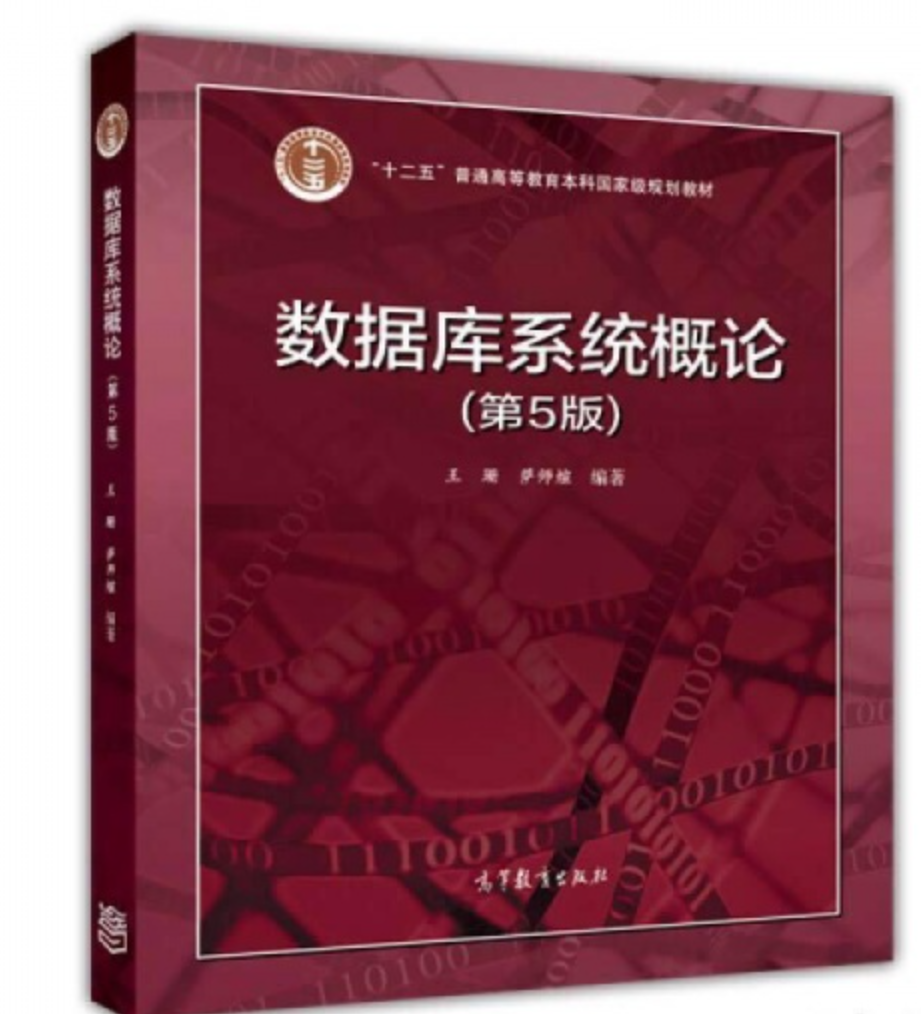 十二五
"十二五"普通高等教育本科国家级规划教材
数据库系统概论
(第5版)
王 珊 萨师煊 编著
高等教育出版社
数据库系统概论
(第5版)
王 珊 萨师煊 编著